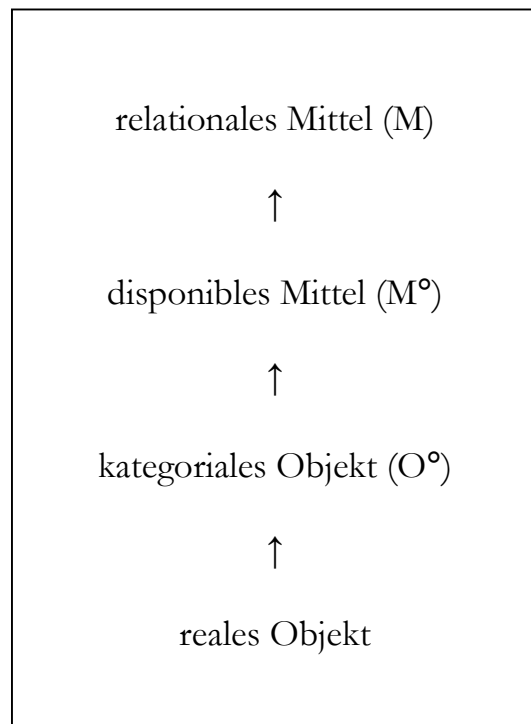 relationales Mittel (M)
↑
disponibles Mittel (M°)
↑
kategoriales Objekt (O°)
↑
reales Objekt